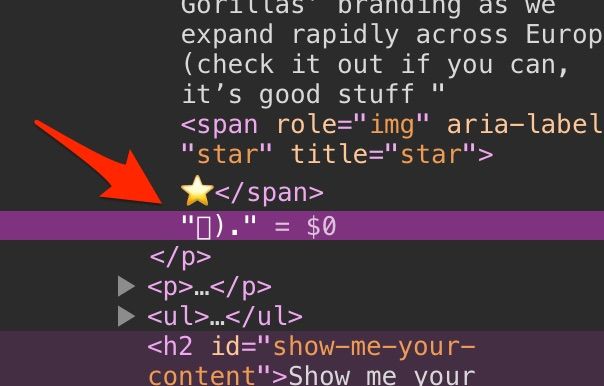 Gorillas’ branding as we
expand rapidly across Europ
(check it out if you can,
it’s good stuff "
<span role="img" aria-label
"star" title="star">
⭐</span>
"▯)." = $0
</p>
▶<p>…</p>
▶<ul>…</ul>
<h2 id="show-me-your-
content">Show me your